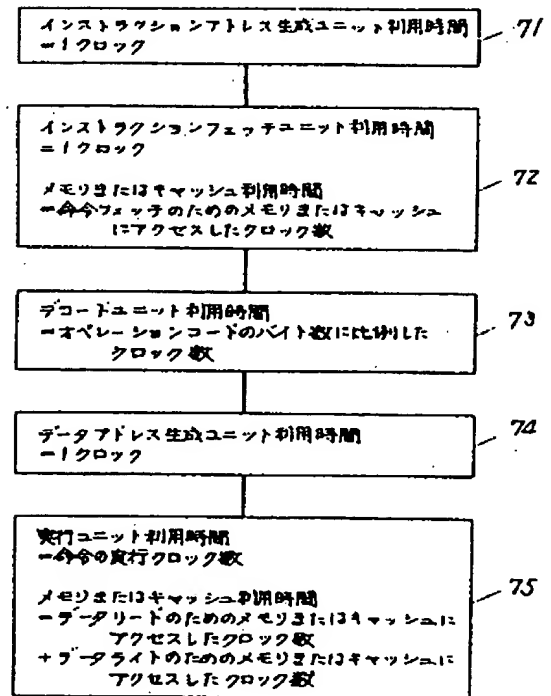 インストラクションアドレス生成ユニット利用時間
=1クロック
71
インストラクションフェッチユニット利用時間
=1クロック
メモリまたはキャッシュ利用時間
=命令フェッチのためのメモリまたはキャッシュ
にアクセスしたクロック数
72
デコードユニット利用時間
=オペレーションコードのバイト数に比例した
クロック数
73
データアドレス生成ユニット利用時間
=1クロック
74
実行ユニット利用時間
=命令の実行クロック数
メモリまたはキャッシュ利用時間
=データリードのためのメモリまたはキャッシュに
アクセスしたクロック数
+データライトのためのメモリまたはキャッシュに
アクセスしたクロック数
75